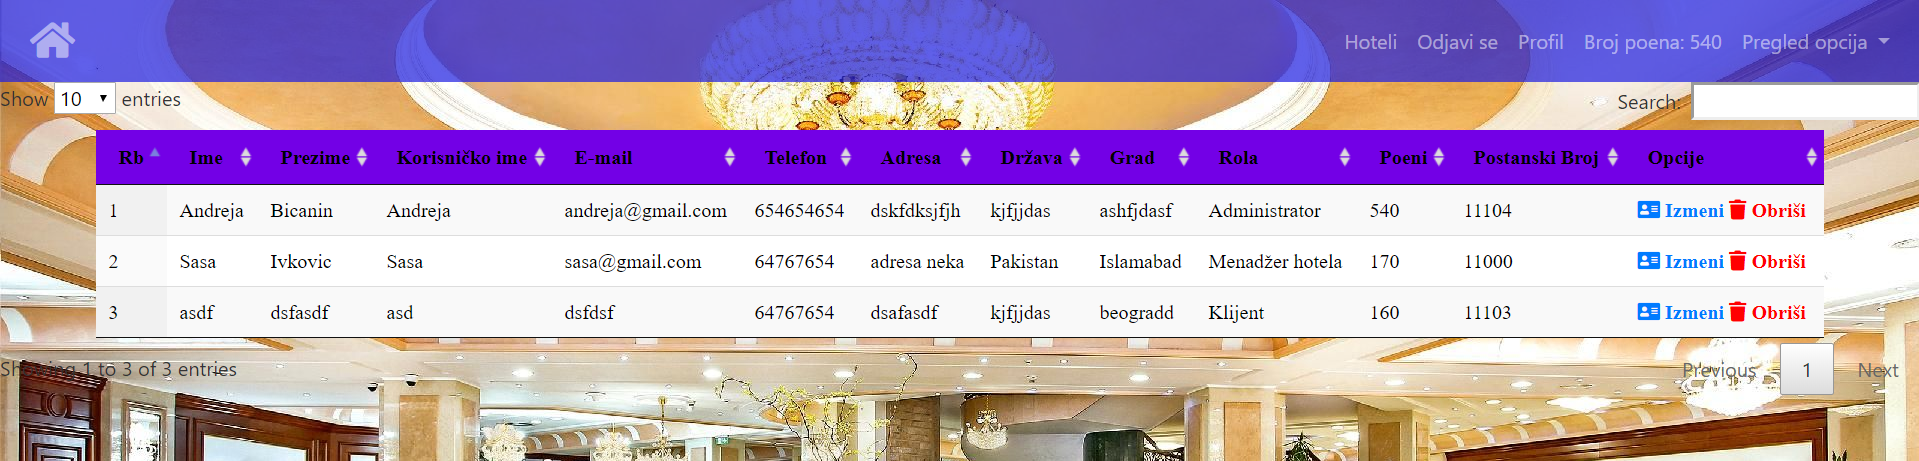 Hoteli Odjavi se Profil Broj poena: 540 Pregled opcija
Show 10 entries Search:
Rb Ime Prezime Korisničko ime E-mail Telefon Adresa Država Grad Rola Poeni Postanski Broj Opcije
1 Andreja Bicanin Andreja andreja@gmail.com 654654654 dskfdksjfjh kjfjjdas ashfjdasf Administrator 540 11104 Izmeni Obriši
2 Sasa Ivkovic Sasa sasa@gmail.com 64767654 adresa neka Pakistan Islamabad Menadžer hotela 170 11000 Izmeni Obriši
3 asdf dsfasdf asd dsfdsf 64767654 dsafasdf kjfjjdas beogradd Klijent 160 11103 Izmeni Obriši
Showing 1 to 3 of 3 entries Previous 1 Next